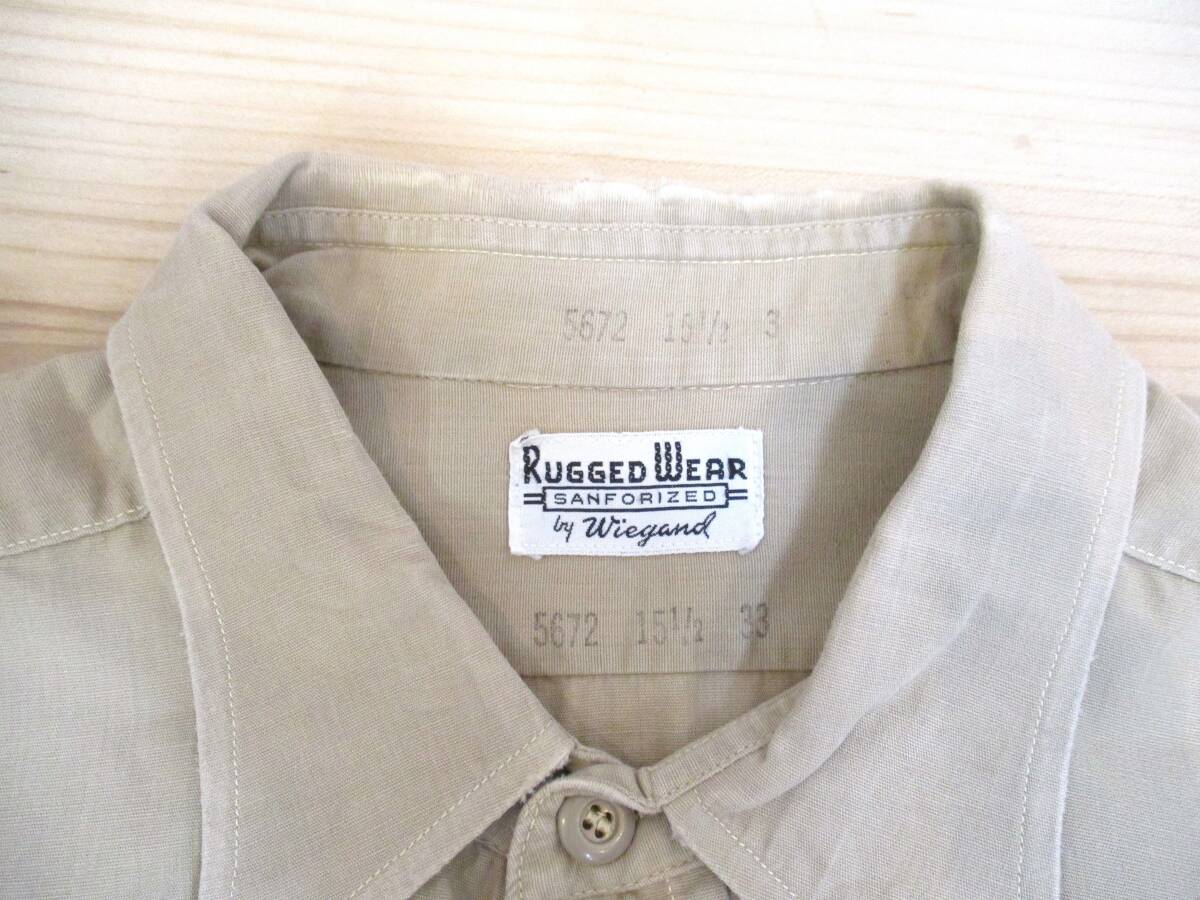 5672 15½ 3
RUGGED WEAR
SANFORIZED
by Wiegand
5672 15½ 33